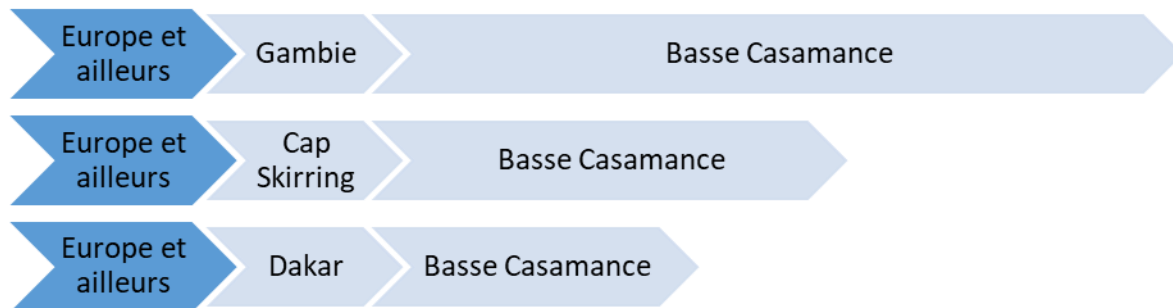 Europe et
ailleurs
Gambie
Basse Casamance
Europe et
ailleurs
Cap
Skirring
Basse Casamance
Europe et
ailleurs
Dakar
Basse Casamance